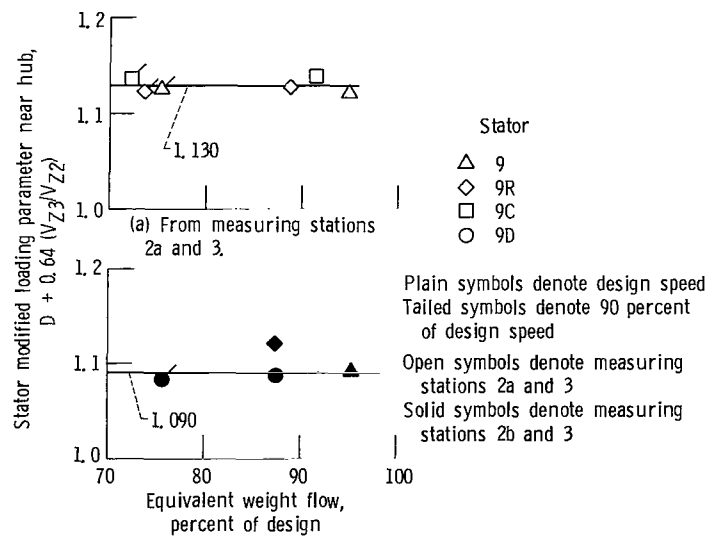 Stator modified loading parameter near hub,
D + 0.64 (VZ3/VZ2)
1.2
1.1
1.0
1.130
(a) From measuring stations
2a and 3.
Stator
9
9R
9C
9D
Plain symbols denote design speed
Tailed symbols denote 90 percent
of design speed
Open symbols denote measuring
stations 2a and 3
Solid symbols denote measuring
stations 2b and 3
1.2
1.1
1.0
1.090
70
80
90
100
Equivalent weight flow,
percent of design